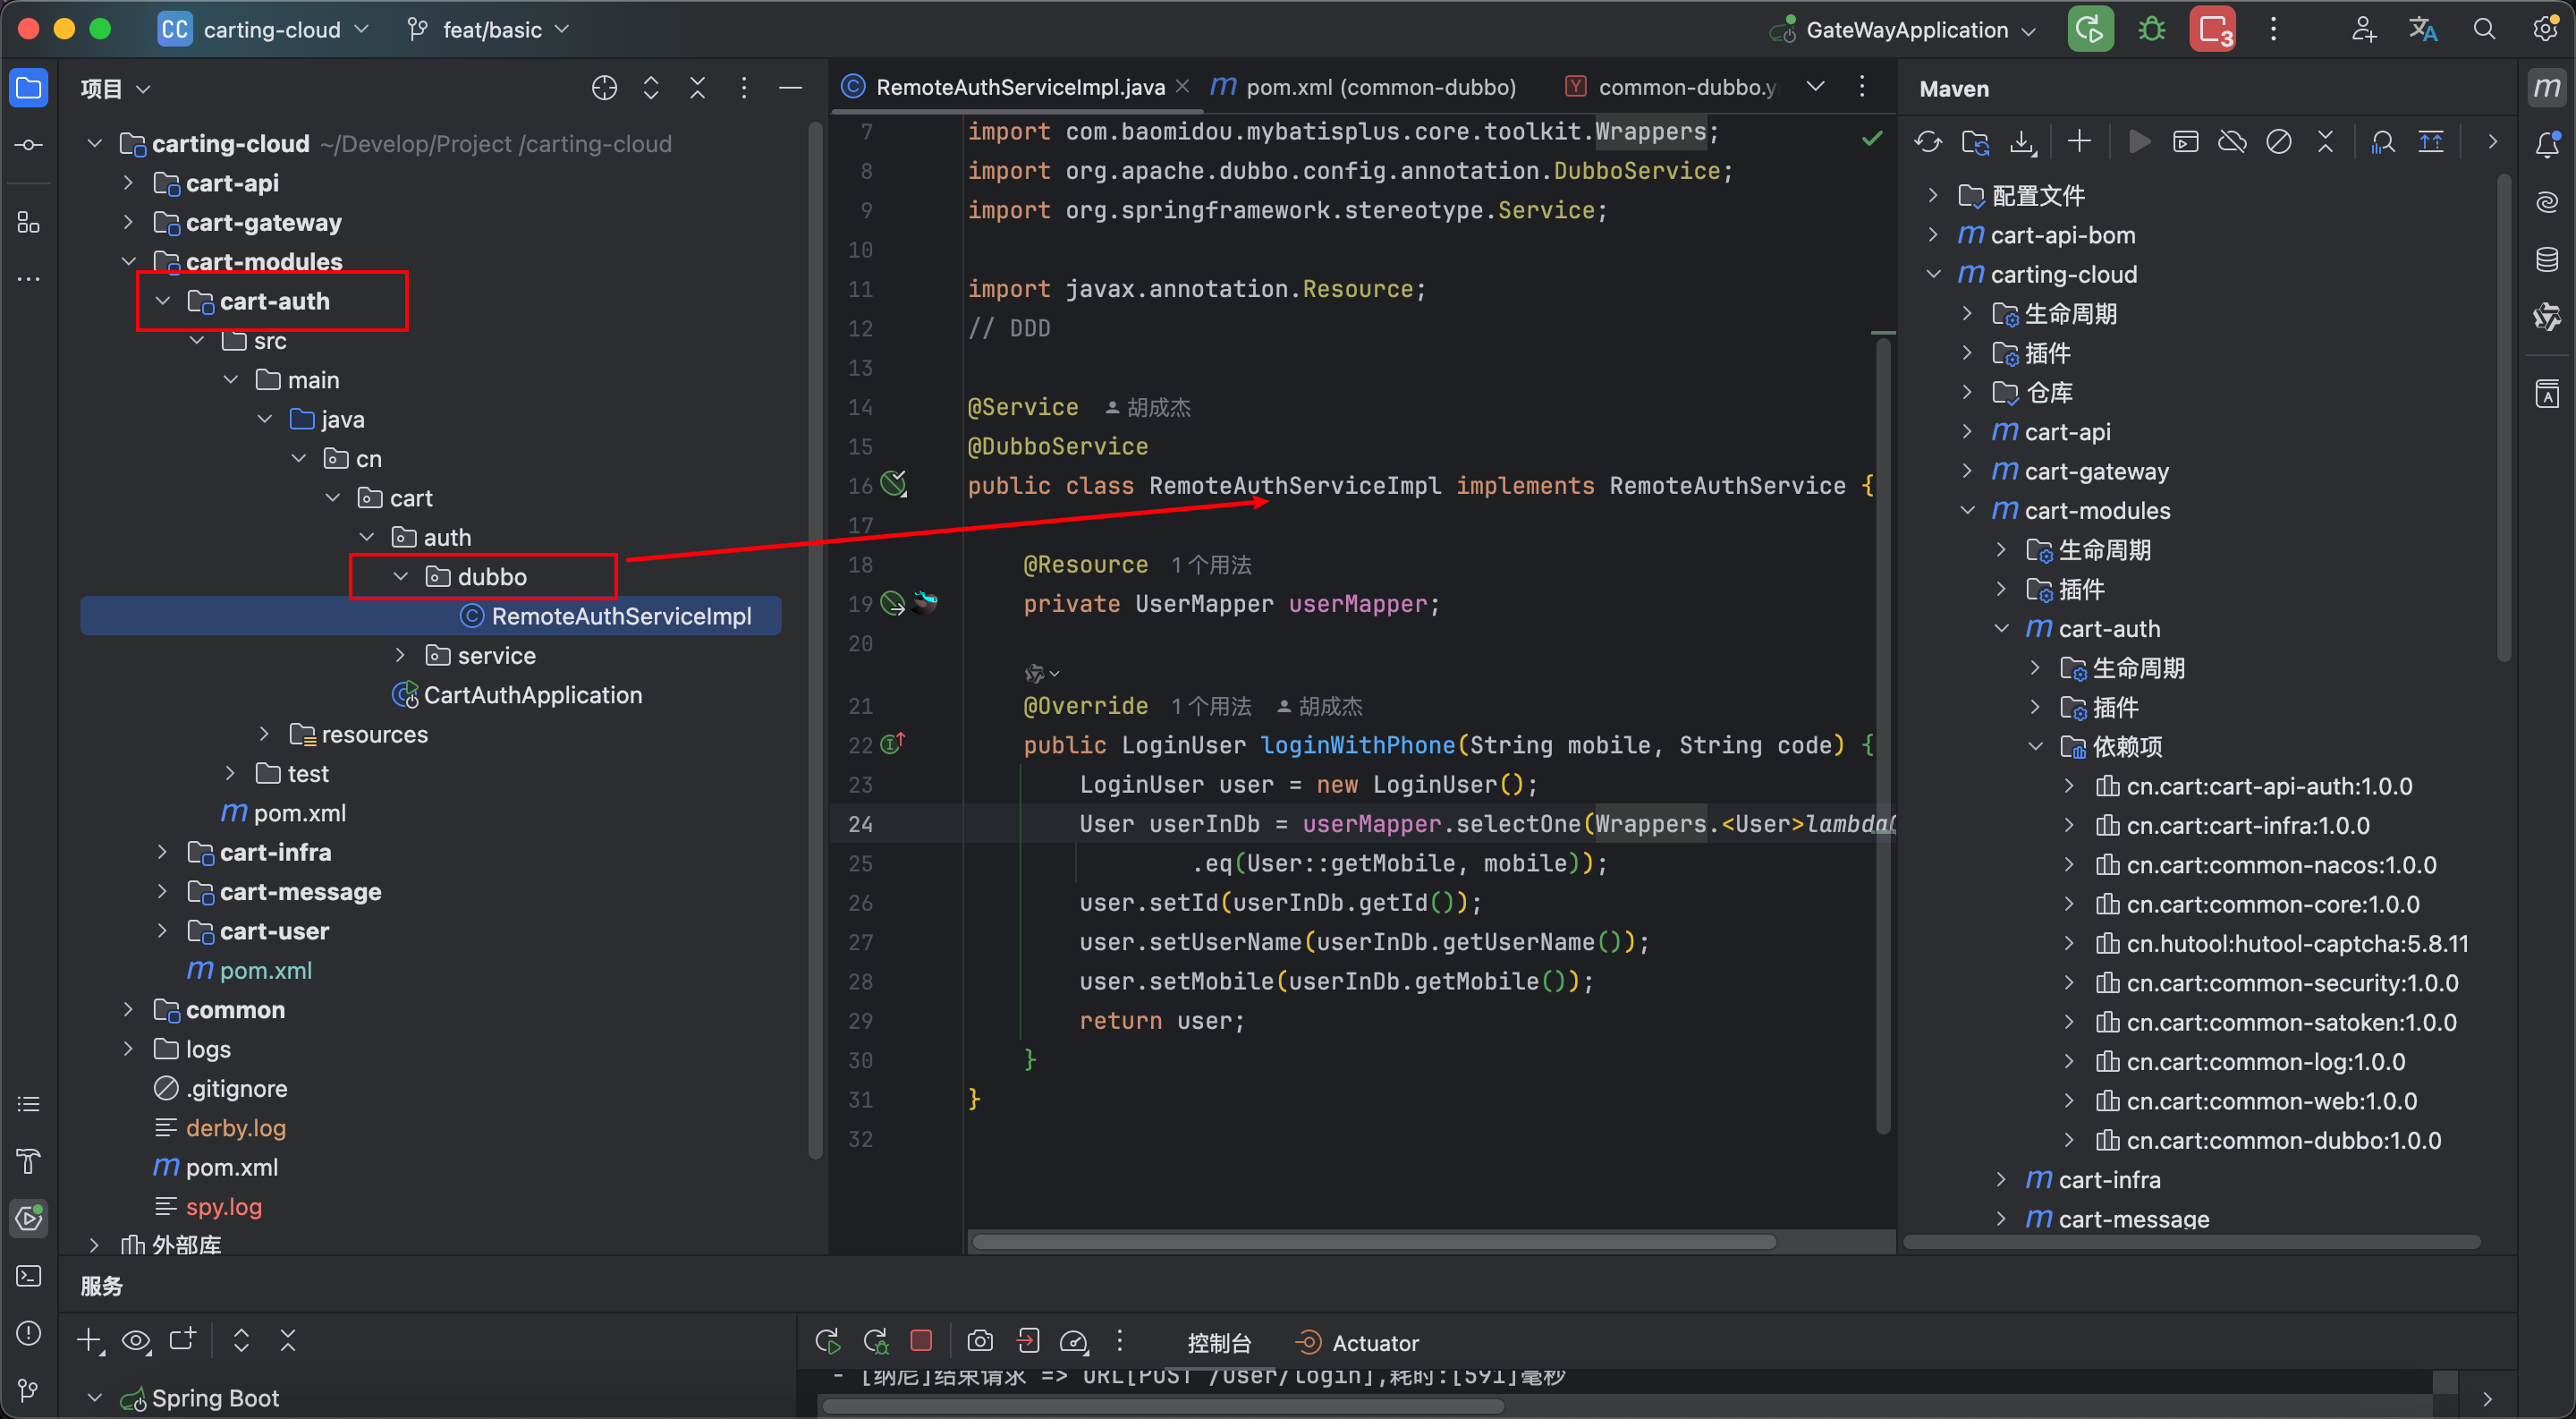 CC carting-cloud feat/basic GateWayApplication 3
项目
carting-cloud ~/Develop/Project /carting-cloud
cart-api
cart-gateway
cart-modules
cart-auth
src
main
java
cn
cart
auth
dubbo
RemoteAuthServiceImpl
service
CartAuthApplication
resources
test
pom.xml
cart-infra
cart-message
cart-user
pom.xml
common
logs
.gitignore
derby.log
pom.xml
spy.log
外部库
RemoteAuthServiceImpl.java pom.xml (common-dubbo) common-dubbo.y
7 import com.baomidou.mybatisplus.core.toolkit.Wrappers;
8 import org.apache.dubbo.config.annotation.DubboService;
9 import org.springframework.stereotype.Service;
10
11 import javax.annotation.Resource;
12 // DDD
13
14 @Service 胡成杰
15 @DubboService
16 public class RemoteAuthServiceImpl implements RemoteAuthService {
17
18 @Resource 1个用法
19 private UserMapper userMapper;
20
21 @Override 1个用法 胡成杰
22 public LoginUser loginWithPhone(String mobile, String code) {
23 LoginUser user = new LoginUser();
24 User userInDb = userMapper.selectOne(Wrappers.<User>lambda
25 .eq(User::getMobile, mobile));
26 user.setId(userInDb.getId());
27 user.setUserName(userInDb.getUserName());
28 user.setMobile(userInDb.getMobile());
29 return user;
30 }
31 }
32
Maven
配置文件
cart-api-bom
carting-cloud
生命周期
插件
仓库
cart-api
cart-gateway
cart-modules
生命周期
插件
cart-auth
生命周期
插件
依赖项
cn.cart:cart-api-auth:1.0.0
cn.cart:cart-infra:1.0.0
cn.cart:common-nacos:1.0.0
cn.cart:common-core:1.0.0
cn.hutool:hutool-captcha:5.8.11
cn.cart:common-security:1.0.0
cn.cart:common-satoken:1.0.0
cn.cart:common-log:1.0.0
cn.cart:common-web:1.0.0
cn.cart:common-dubbo:1.0.0
cart-infra
cart-message
服务
Spring Boot
控制台 Actuator
- [纳尼]结束请求 => URL[POST /user/login],耗时:[591]毫秒